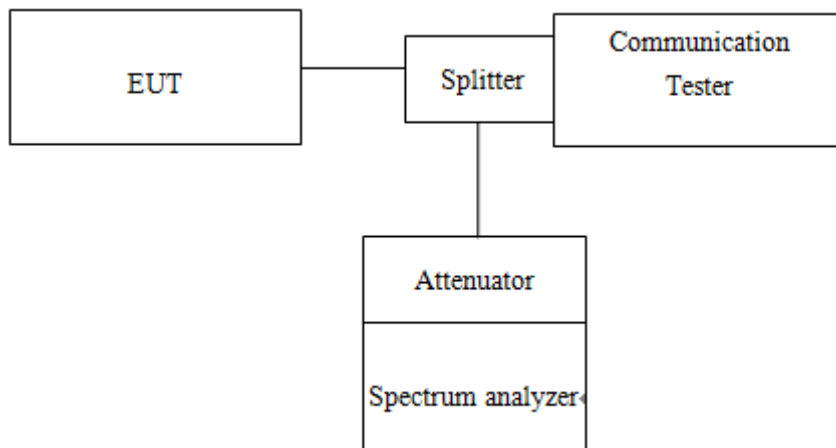 EUT
Splitter
Communication
Tester
Attenuator
Spectrum analyzer